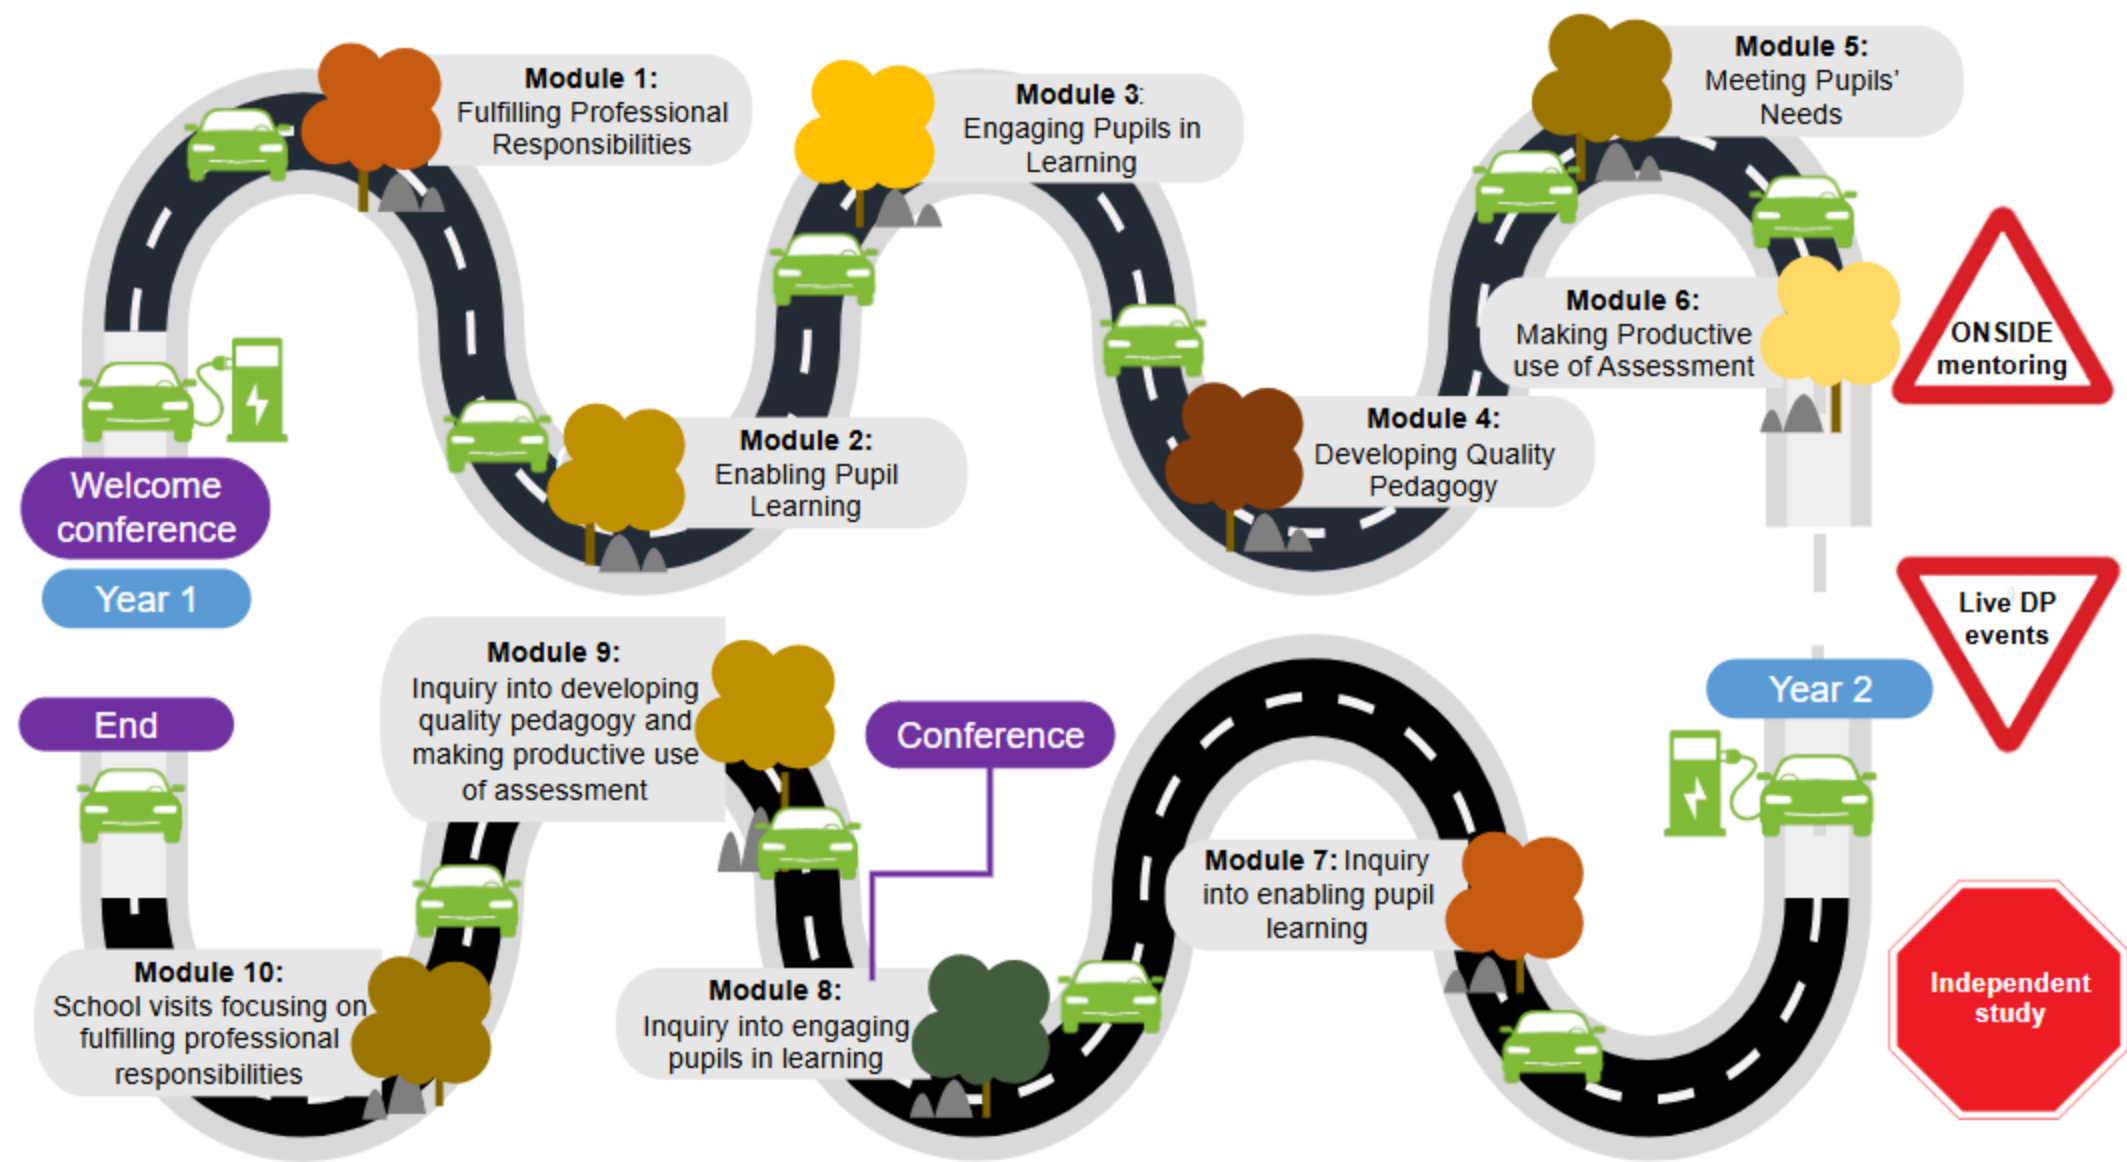 Module 1:
Fulfilling Professional
Responsibilities
Module 3:
Engaging Pupils in
Learning
Module 5:
Meeting Pupils’
Needs
Module 6:
Making Productive
use of Assessment
ONSIDE
mentoring
Module 2:
Enabling Pupil
Learning
Module 4:
Developing Quality
Pedagogy
Welcome
conference
Year 1
Live DP
events
Year 2
Module 9:
Inquiry into developing
quality pedagogy and
making productive use
of assessment
End
Conference
Module 7: Inquiry
into enabling pupil
learning
Module 10:
School visits focusing on
fulfilling professional
responsibilities
Module 8:
Inquiry into engaging
pupils in learning
Independent
study